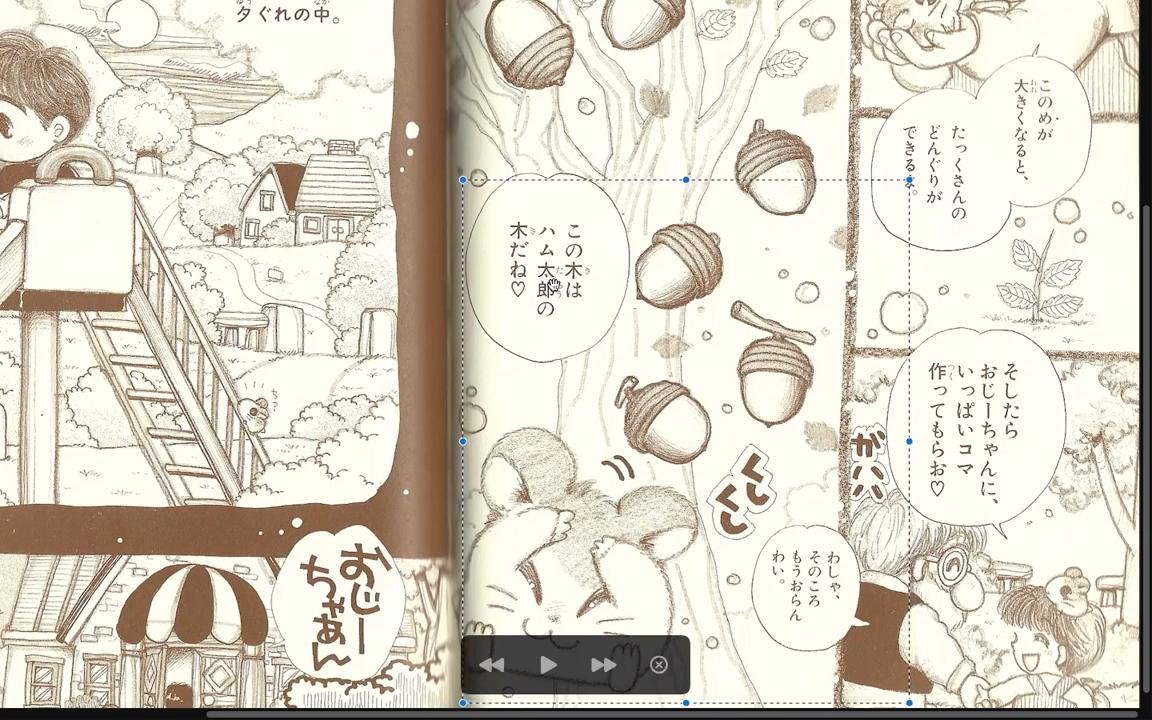 このめが
大きくなると、
たっくさんの
どんぐりが
できるよ。
そしたら
おじーちゃんに、
いっぱいコマ
作ってもらお♡
ガハハ
わしゃ、
そのころ
もうおらん
わい。
くし
くし
この木は
ハム太郎の
木だね♡
夕ぐれの中。
おじー
ちゃあん